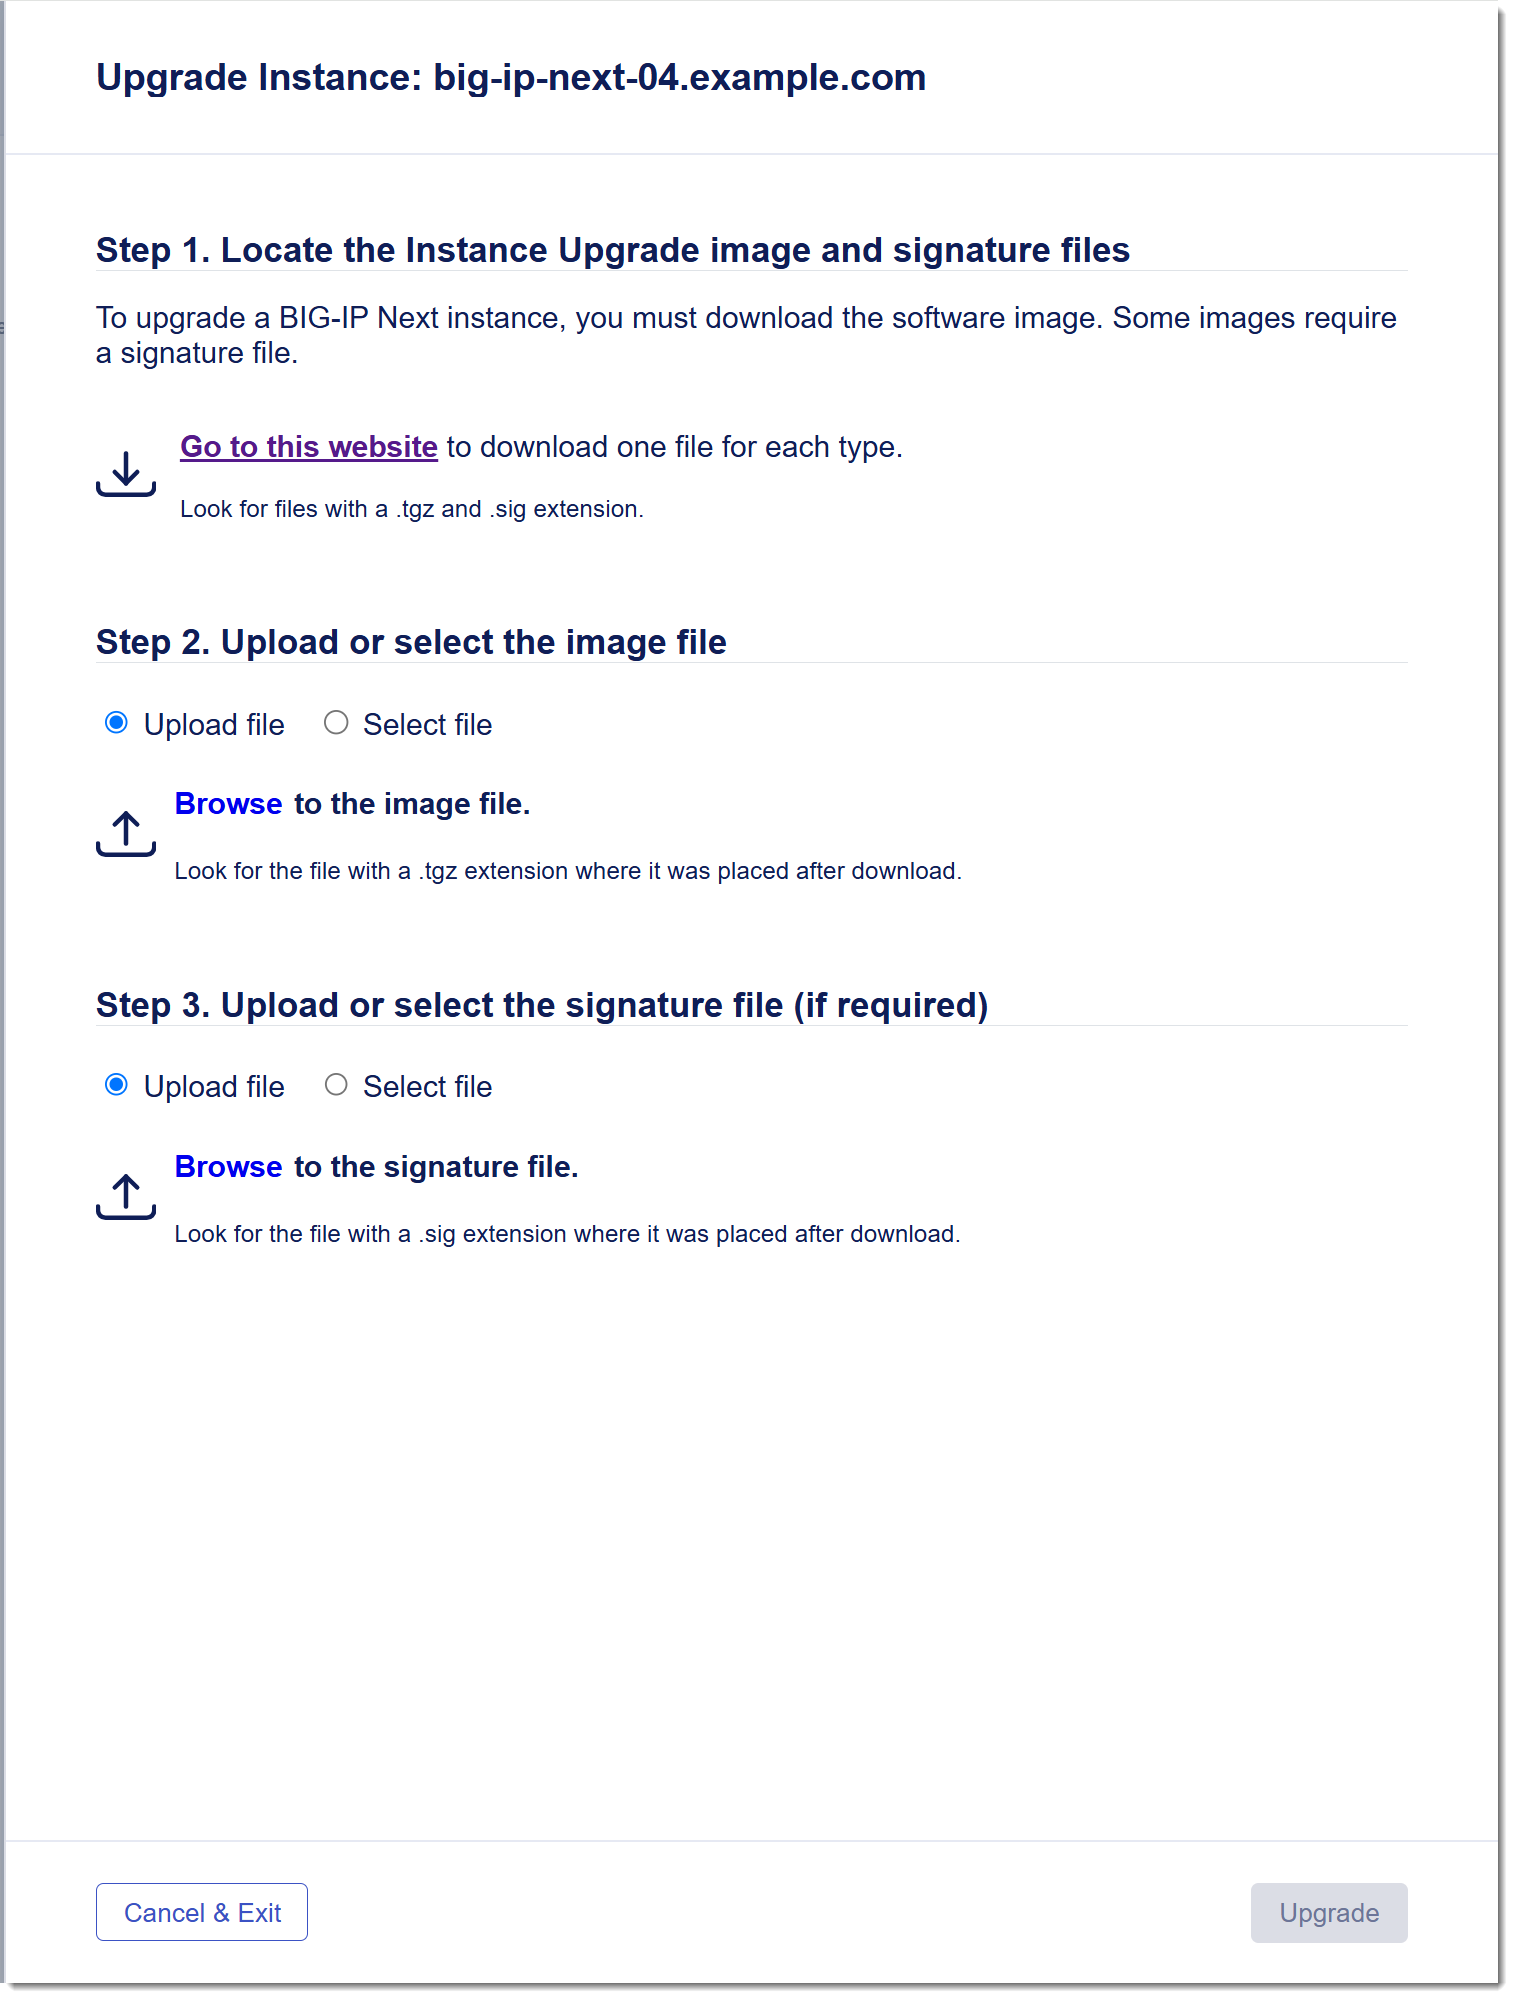 Upgrade Instance: big-ip-next-04.example.com
Step 1. Locate the Instance Upgrade image and signature files
To upgrade a BIG-IP Next instance, you must download the software image. Some images require
a signature file.
Go to this website to download one file for each type.
Look for files with a .tgz and .sig extension.
Step 2. Upload or select the image file
Upload file Select file
Browse to the image file.
Look for the file with a .tgz extension where it was placed after download.
Step 3. Upload or select the signature file (if required)
Upload file Select file
Browse to the signature file.
Look for the file with a .sig extension where it was placed after download.
Cancel & Exit Upgrade